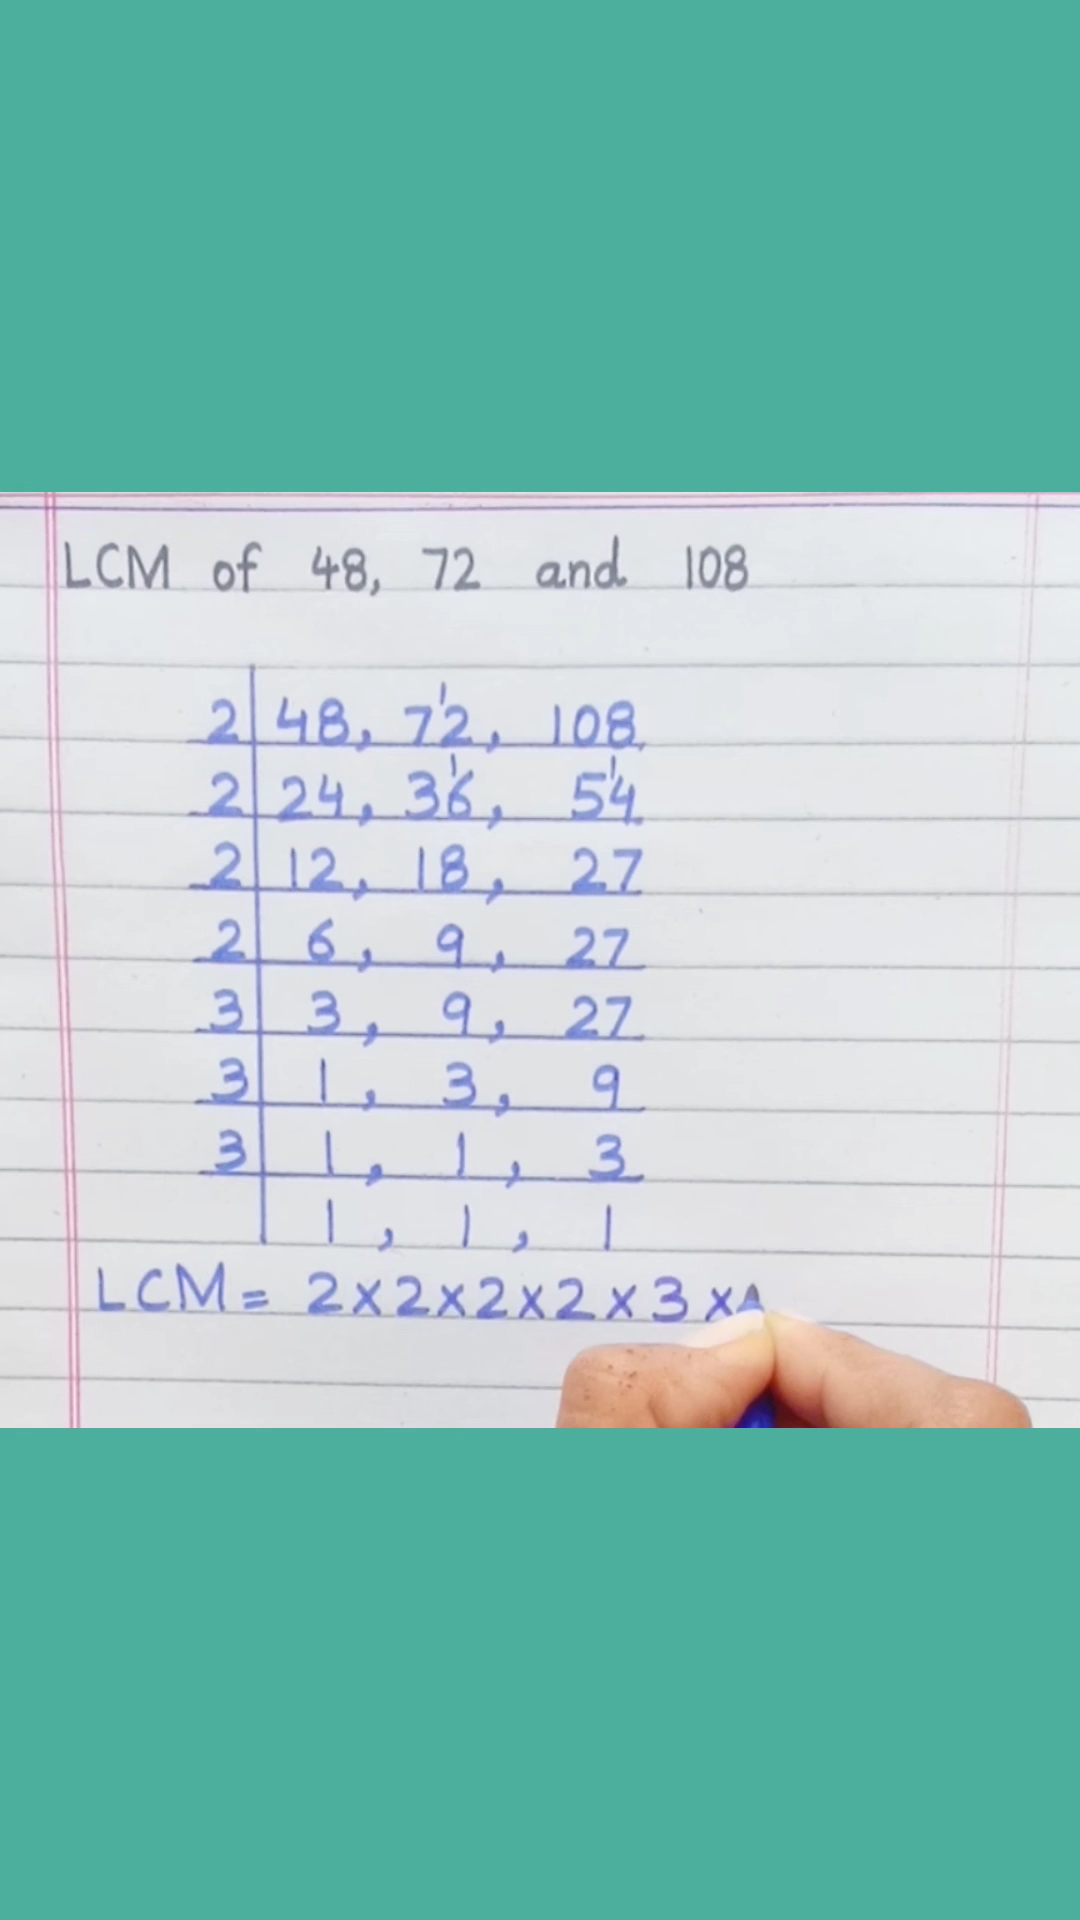 LCM of 48, 72 and 108
2 48, 72, 108
2 24, 36, 54
2 12, 18, 27
2 6, 9, 27
3 3, 9, 27
3 1, 3, 9
3 1, 1, 3
1, 1, 1
LCM = 2×2×2×2×3×